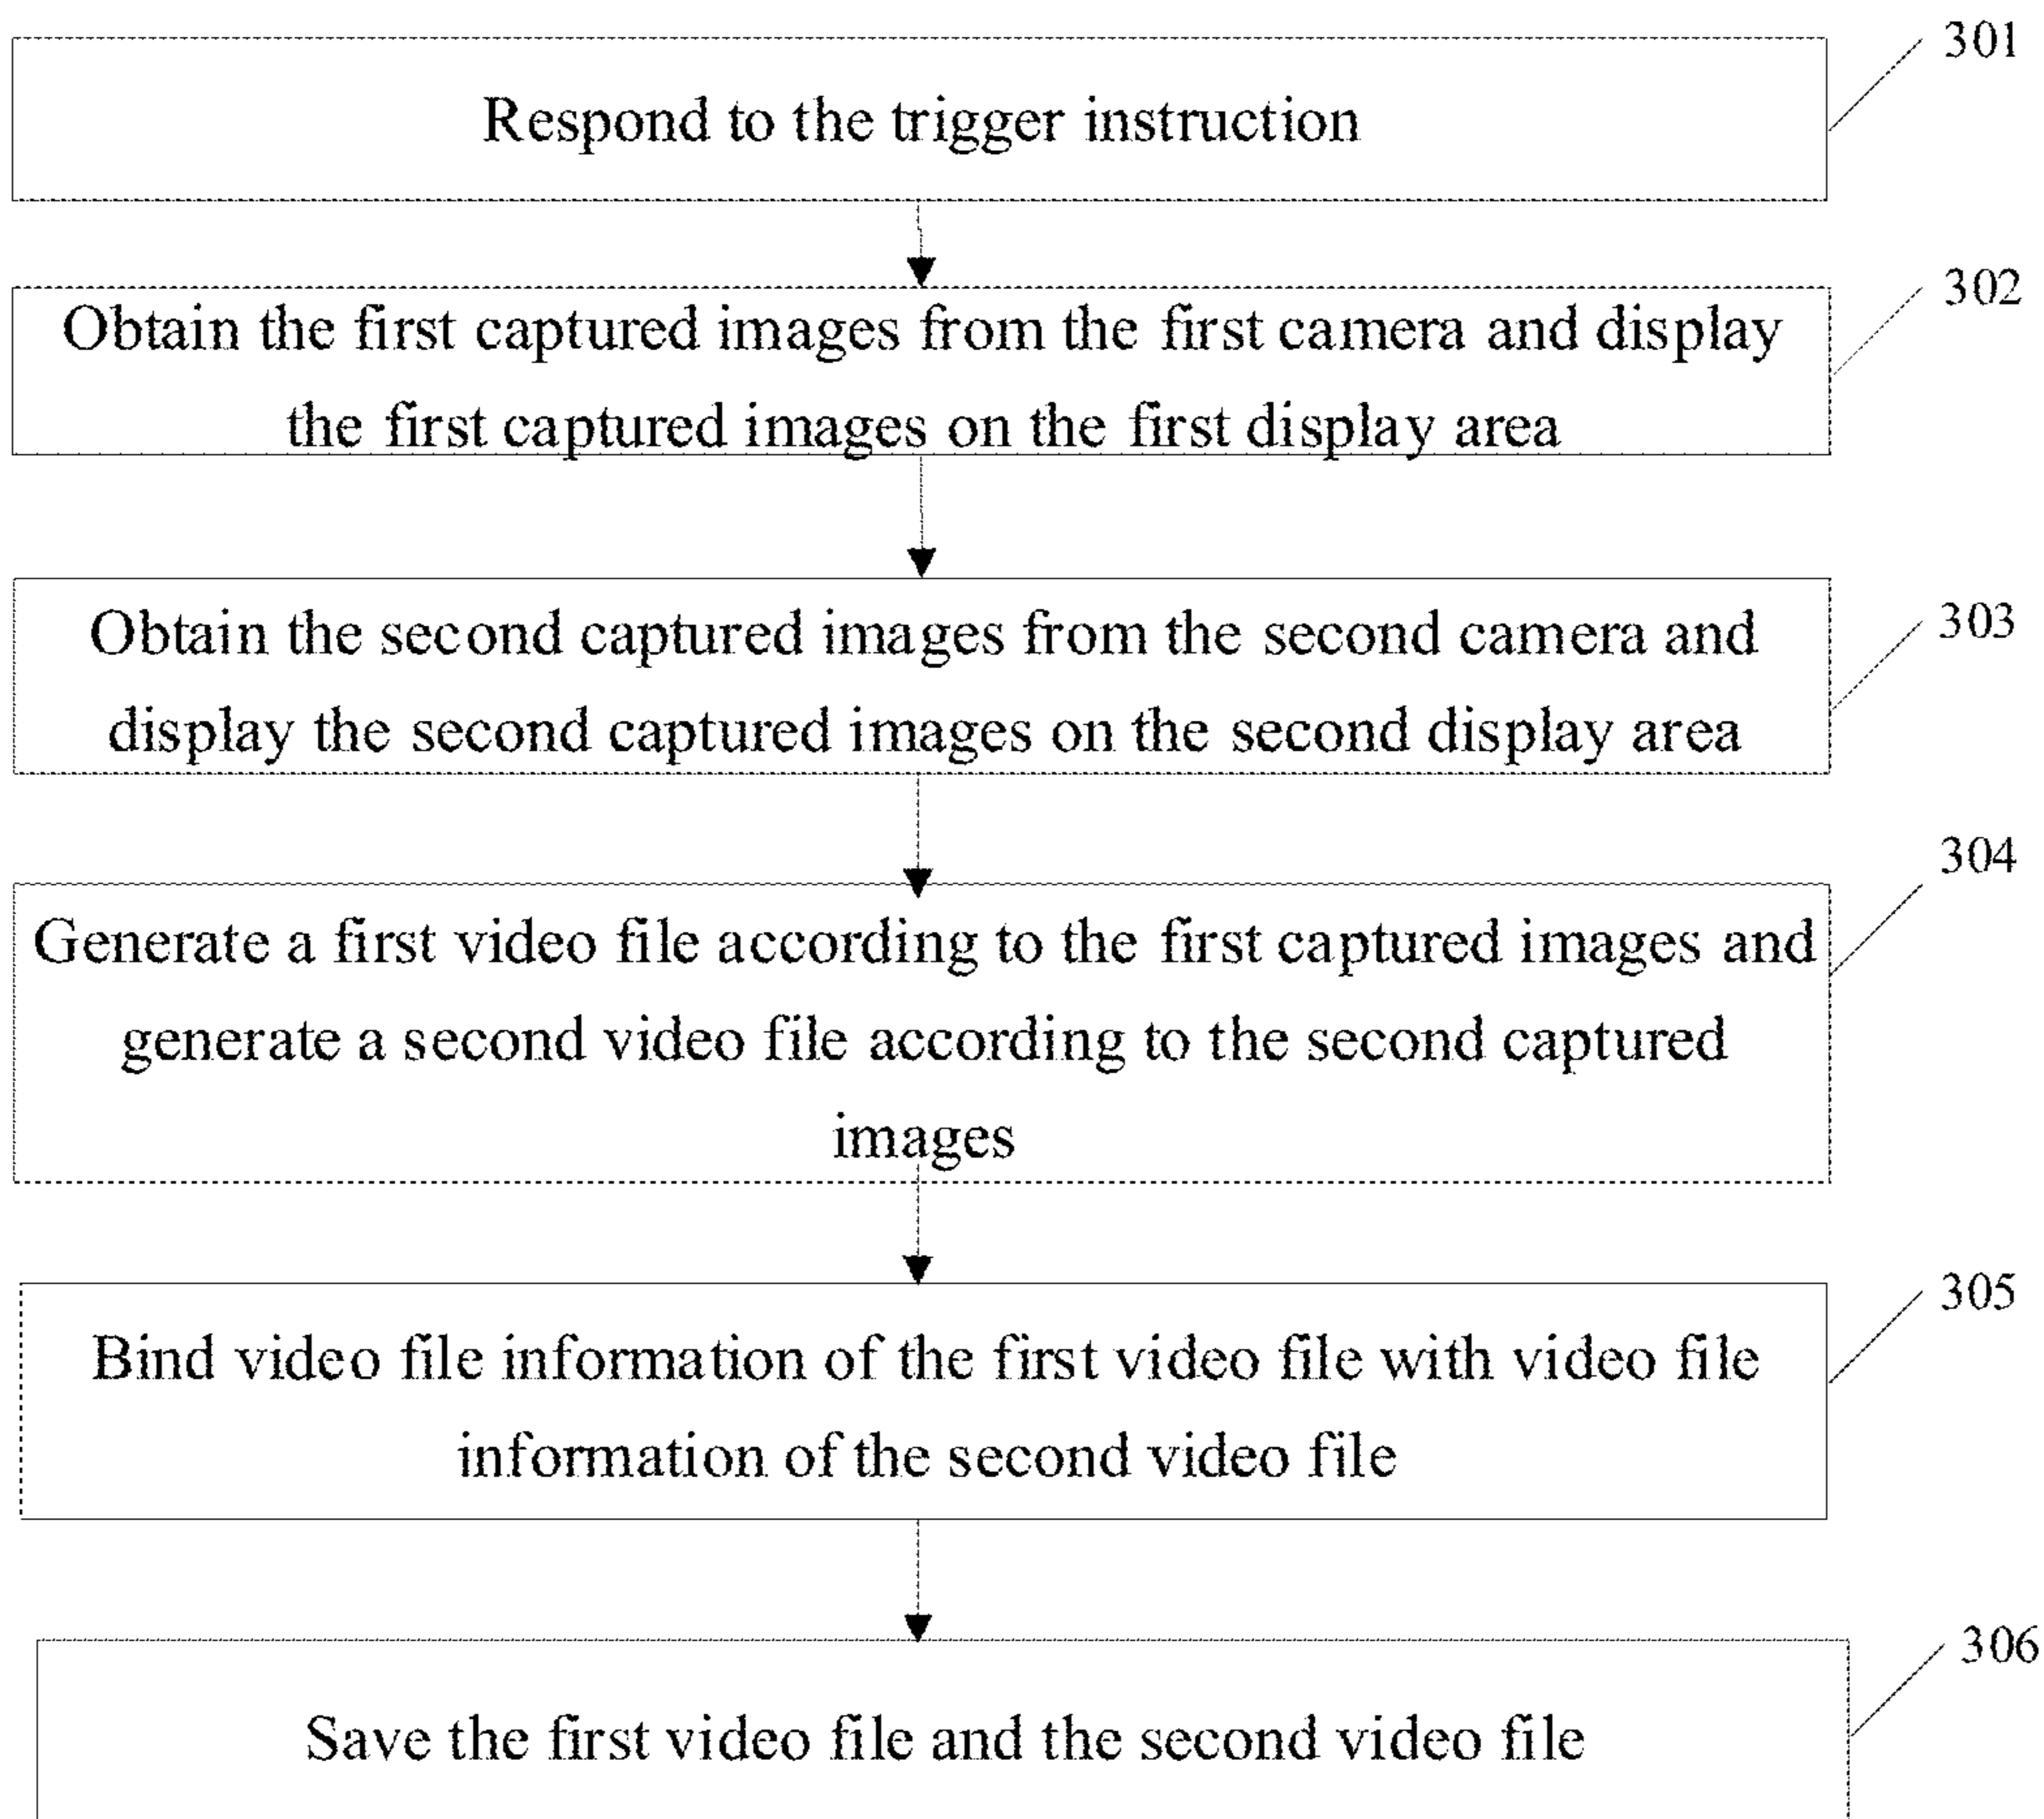 301
Respond to the trigger instruction
302
Obtain the first captured images from the first camera and display
the first captured images on the first display area
303
Obtain the second captured images from the second camera and
display the second captured images on the second display area
304
Generate a first video file according to the first captured images and
generate a second video file according to the second captured
images
305
Bind video file information of the first video file with video file
information of the second video file
306
Save the first video file and the second video file